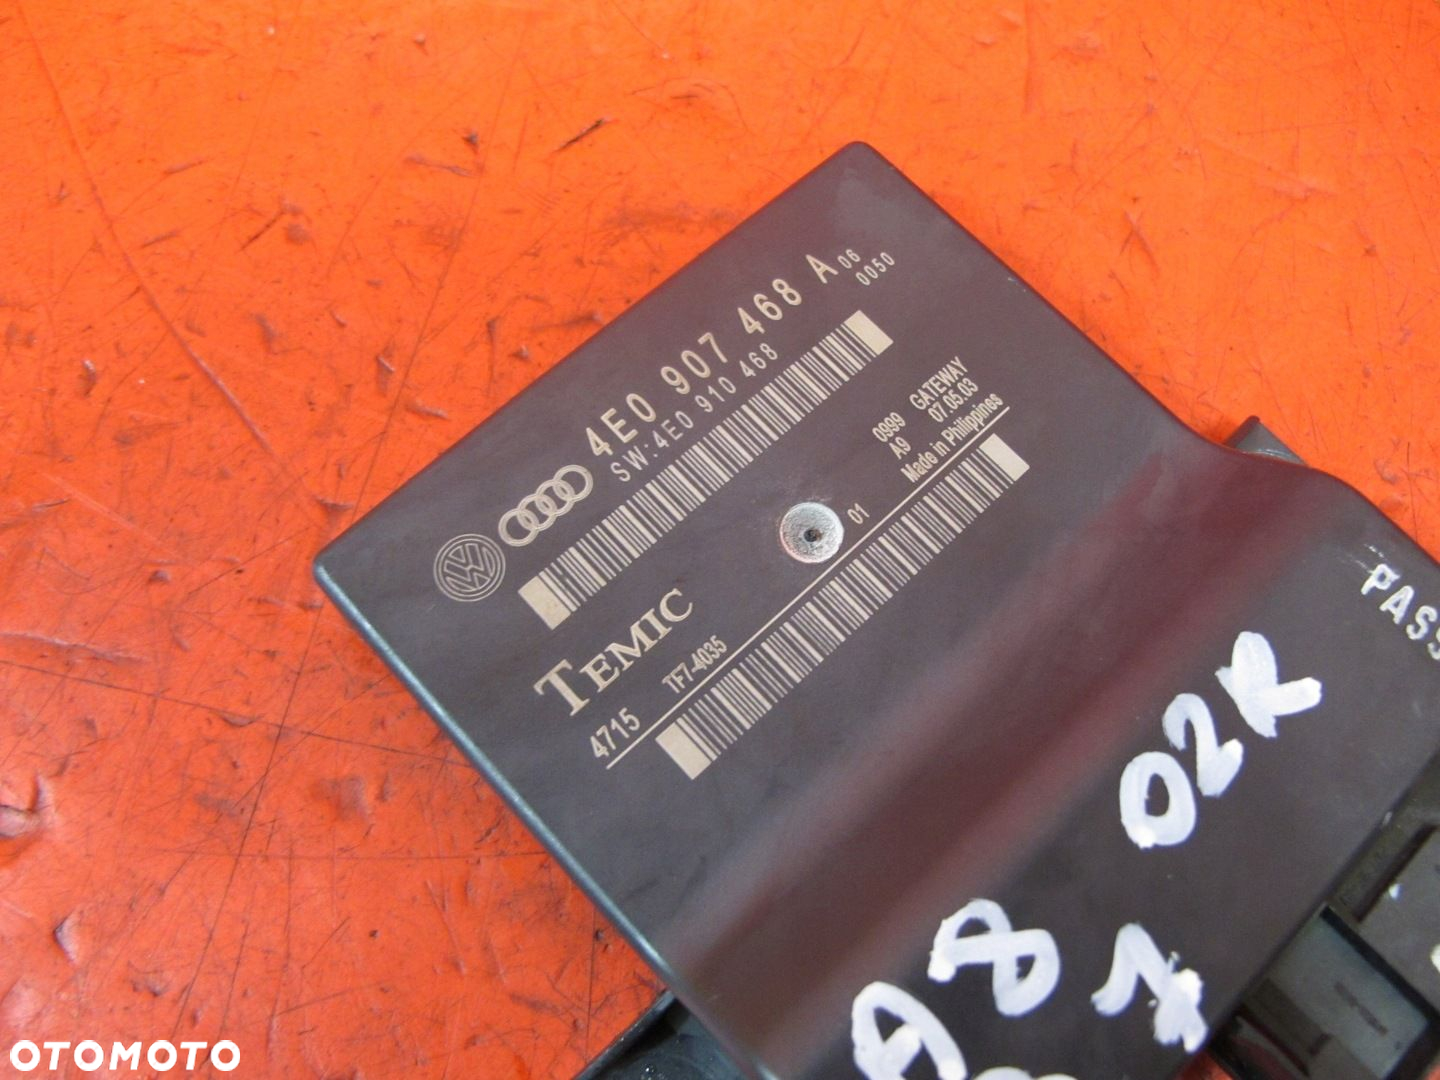 4E0 907 468 A 06
SW:4E0 910 468 0050
TEMIC
0999 GATEWAY
A9 07.05.03
Made in Philippines
4715 TF7-4035 01
PASS
02R
A8
OTOMOTO